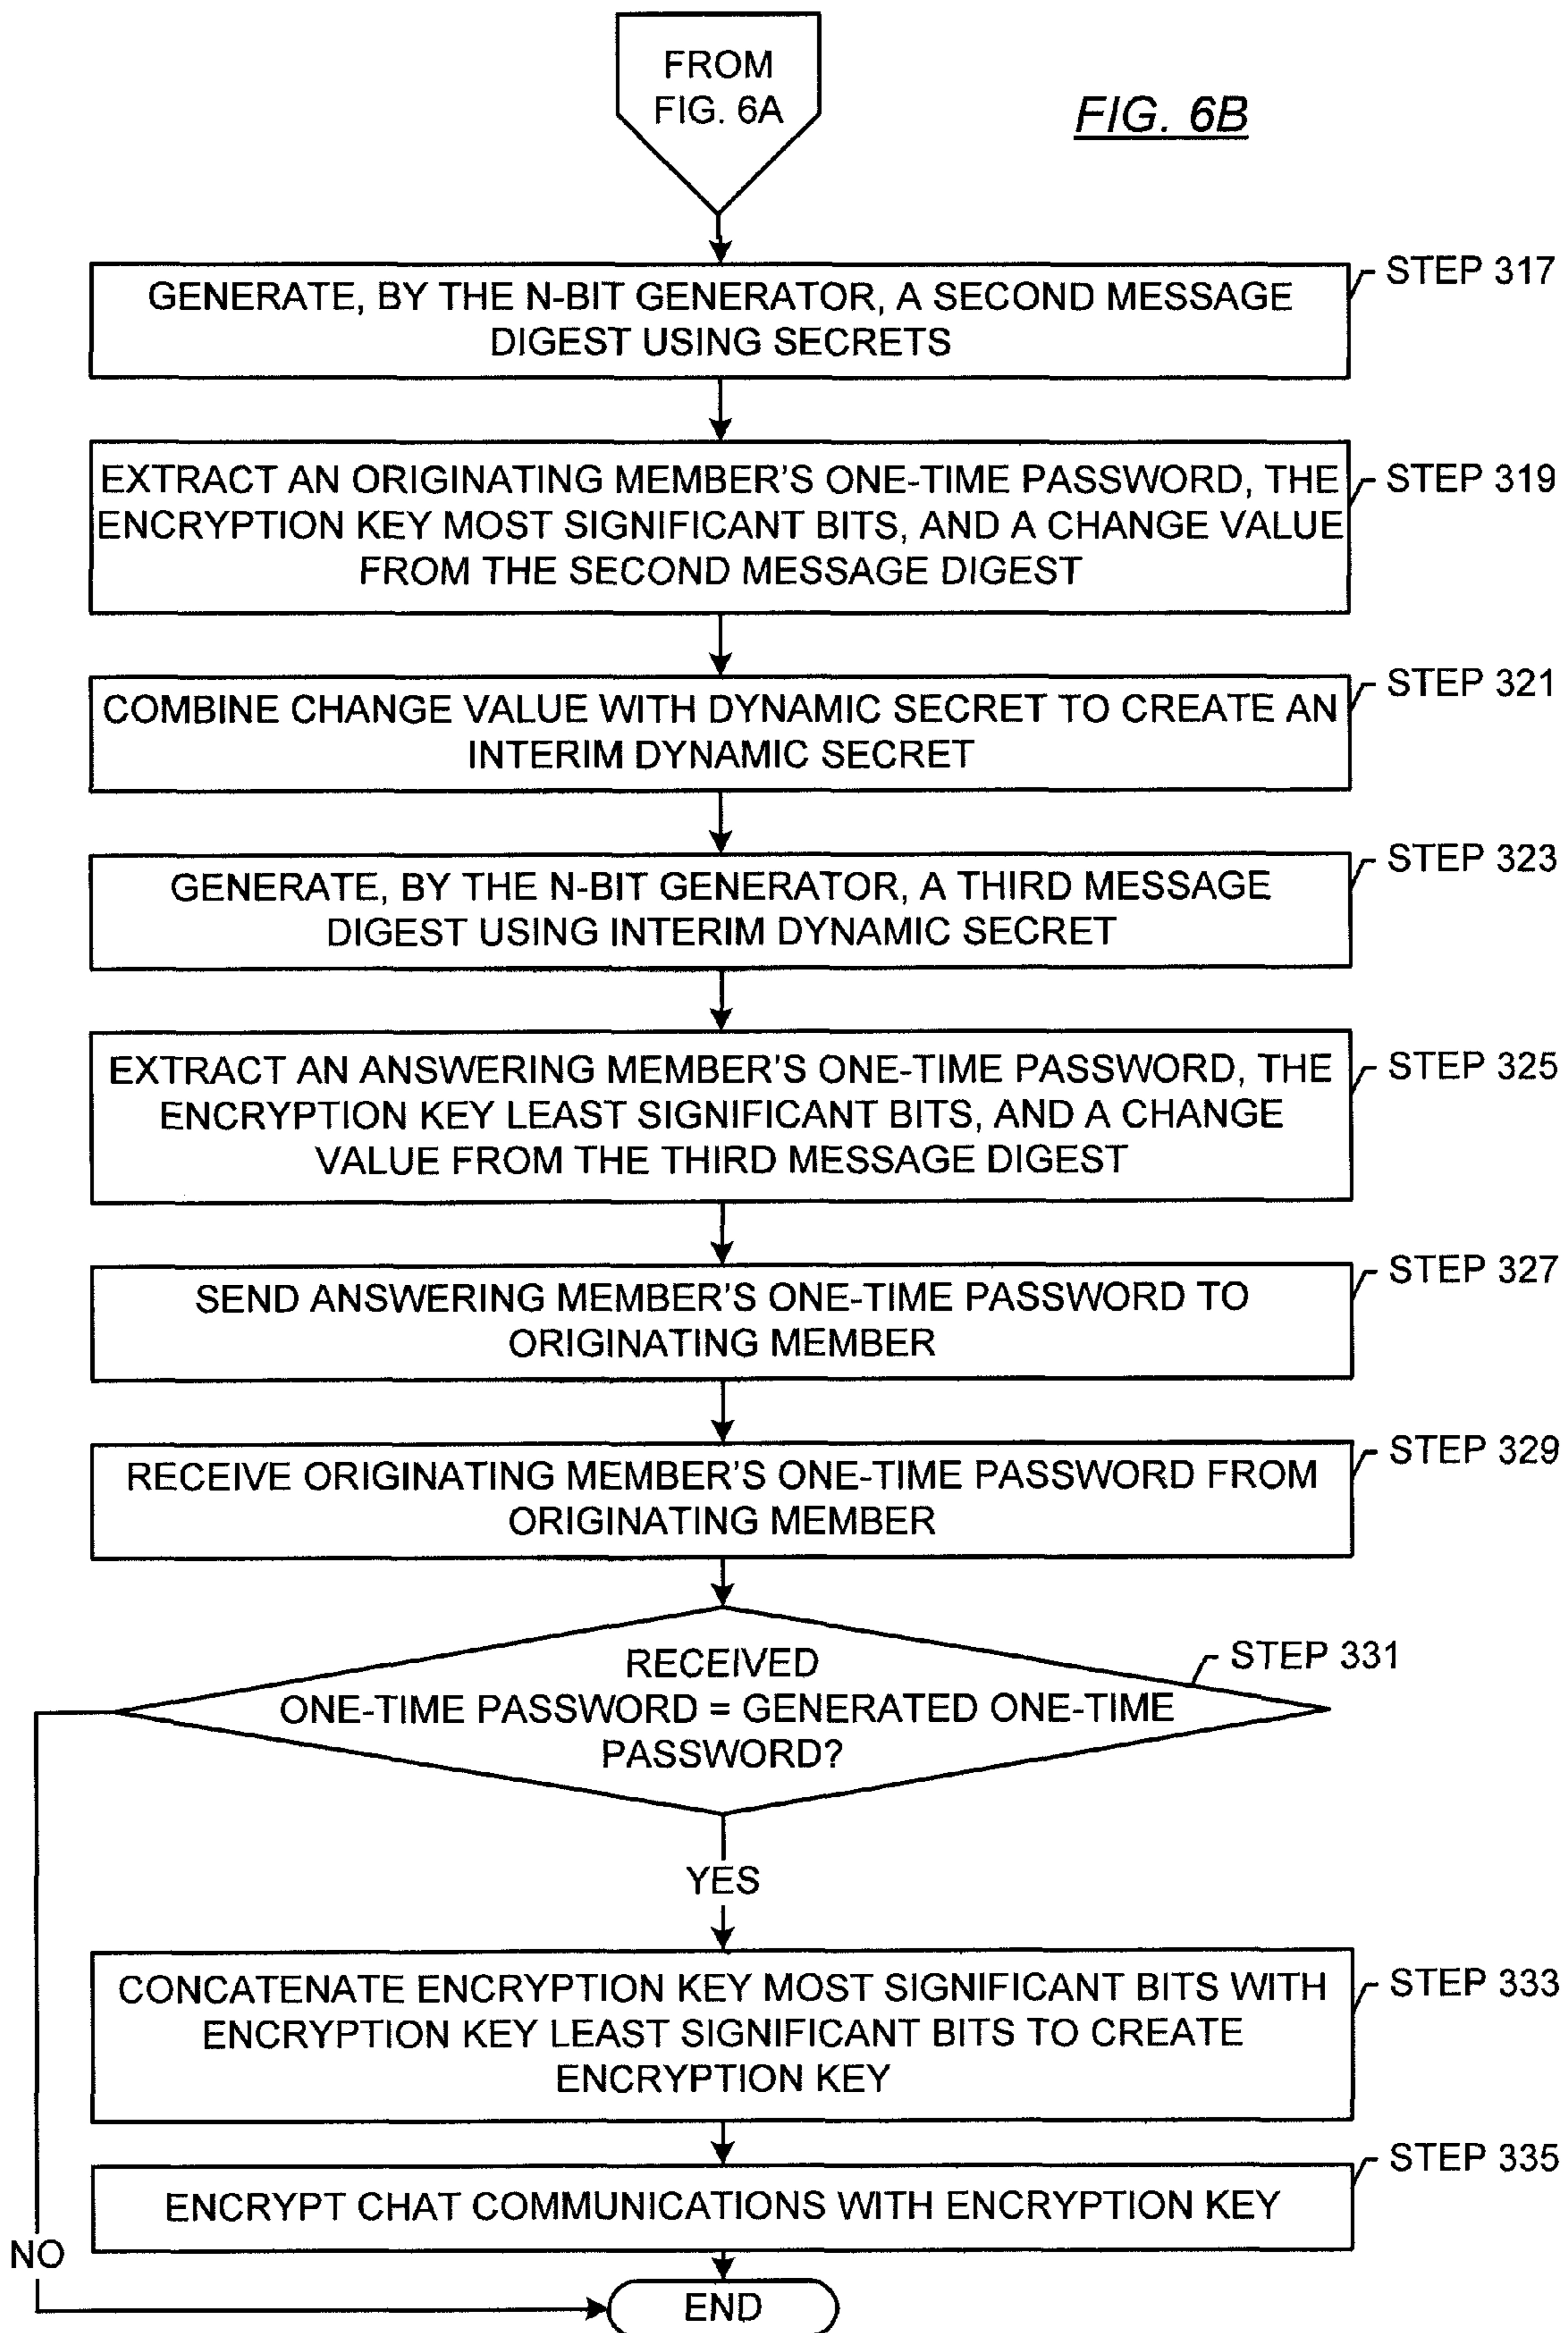 FROM
FIG. 6A
FIG. 6B
STEP 317
GENERATE, BY THE N-BIT GENERATOR, A SECOND MESSAGE
DIGEST USING SECRETS
STEP 319
EXTRACT AN ORIGINATING MEMBER'S ONE-TIME PASSWORD, THE
ENCRYPTION KEY MOST SIGNIFICANT BITS, AND A CHANGE VALUE
FROM THE SECOND MESSAGE DIGEST
STEP 321
COMBINE CHANGE VALUE WITH DYNAMIC SECRET TO CREATE AN
INTERIM DYNAMIC SECRET
STEP 323
GENERATE, BY THE N-BIT GENERATOR, A THIRD MESSAGE
DIGEST USING INTERIM DYNAMIC SECRET
STEP 325
EXTRACT AN ANSWERING MEMBER'S ONE-TIME PASSWORD, THE
ENCRYPTION KEY LEAST SIGNIFICANT BITS, AND A CHANGE
VALUE FROM THE THIRD MESSAGE DIGEST
STEP 327
SEND ANSWERING MEMBER'S ONE-TIME PASSWORD TO
ORIGINATING MEMBER
STEP 329
RECEIVE ORIGINATING MEMBER'S ONE-TIME PASSWORD FROM
ORIGINATING MEMBER
STEP 331
RECEIVED
ONE-TIME PASSWORD = GENERATED ONE-TIME
PASSWORD?
YES
STEP 333
CONCATENATE ENCRYPTION KEY MOST SIGNIFICANT BITS WITH
ENCRYPTION KEY LEAST SIGNIFICANT BITS TO CREATE
ENCRYPTION KEY
STEP 335
ENCRYPT CHAT COMMUNICATIONS WITH ENCRYPTION KEY
NO
END